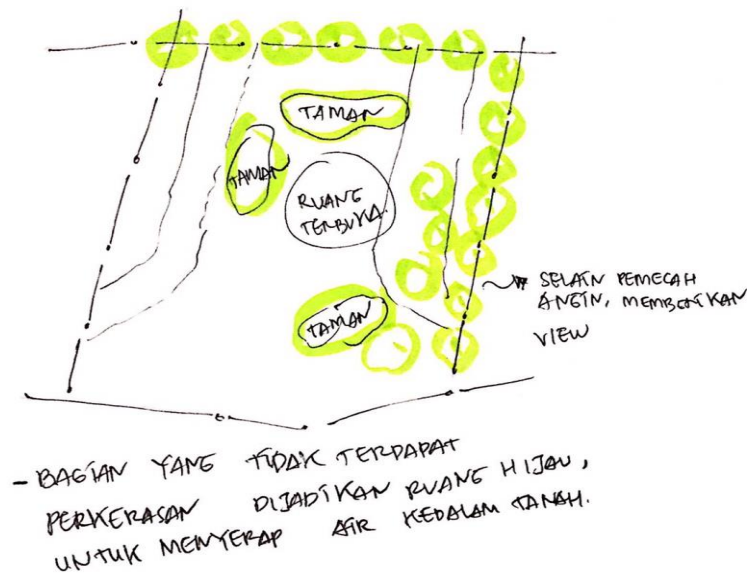 TAMAN
TAMAN
RUANG
TERBUKA.
TAMAN
SELAIN PEMECAH
ANGIN, MEMBERIKAN
VIEW
- BAGIAN YANG TIDAK TERDAPAT
PERKERASAN DIJADIKAN RUANG HIJAU,
UNTUK MENYERAP AIR KEDALAM TANAH.